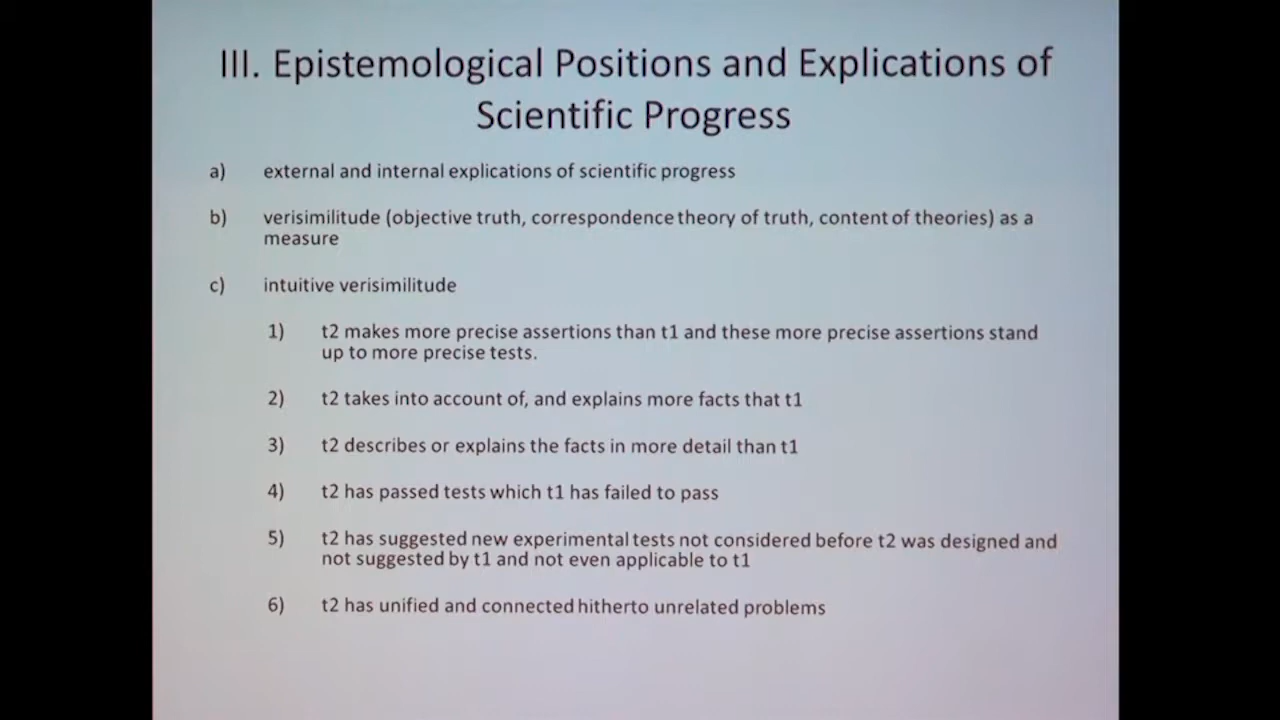 III. Epistemological Positions and Explications of
Scientific Progress
a) external and internal explications of scientific progress
b) verisimilitude (objective truth, correspondence theory of truth, content of theories) as a
measure
c) intuitive verisimilitude
1) t2 makes more precise assertions than t1 and these more precise assertions stand
up to more precise tests.
2) t2 takes into account of, and explains more facts that t1
3) t2 describes or explains the facts in more detail than t1
4) t2 has passed tests which t1 has failed to pass
5) t2 has suggested new experimental tests not considered before t2 was designed and
not suggested by t1 and not even applicable to t1
6) t2 has unified and connected hitherto unrelated problems